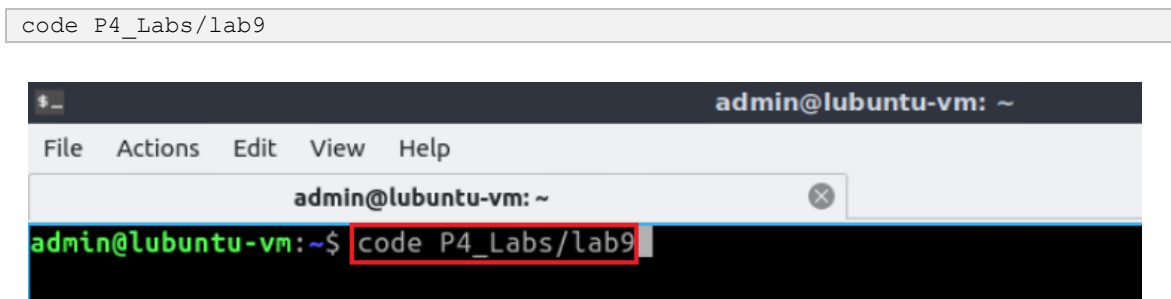 code P4_Labs/lab9
$_
admin@lubuntu-vm: ~
File Actions Edit View Help
admin@lubuntu-vm: ~
admin@lubuntu-vm:~$ code P4_Labs/lab9